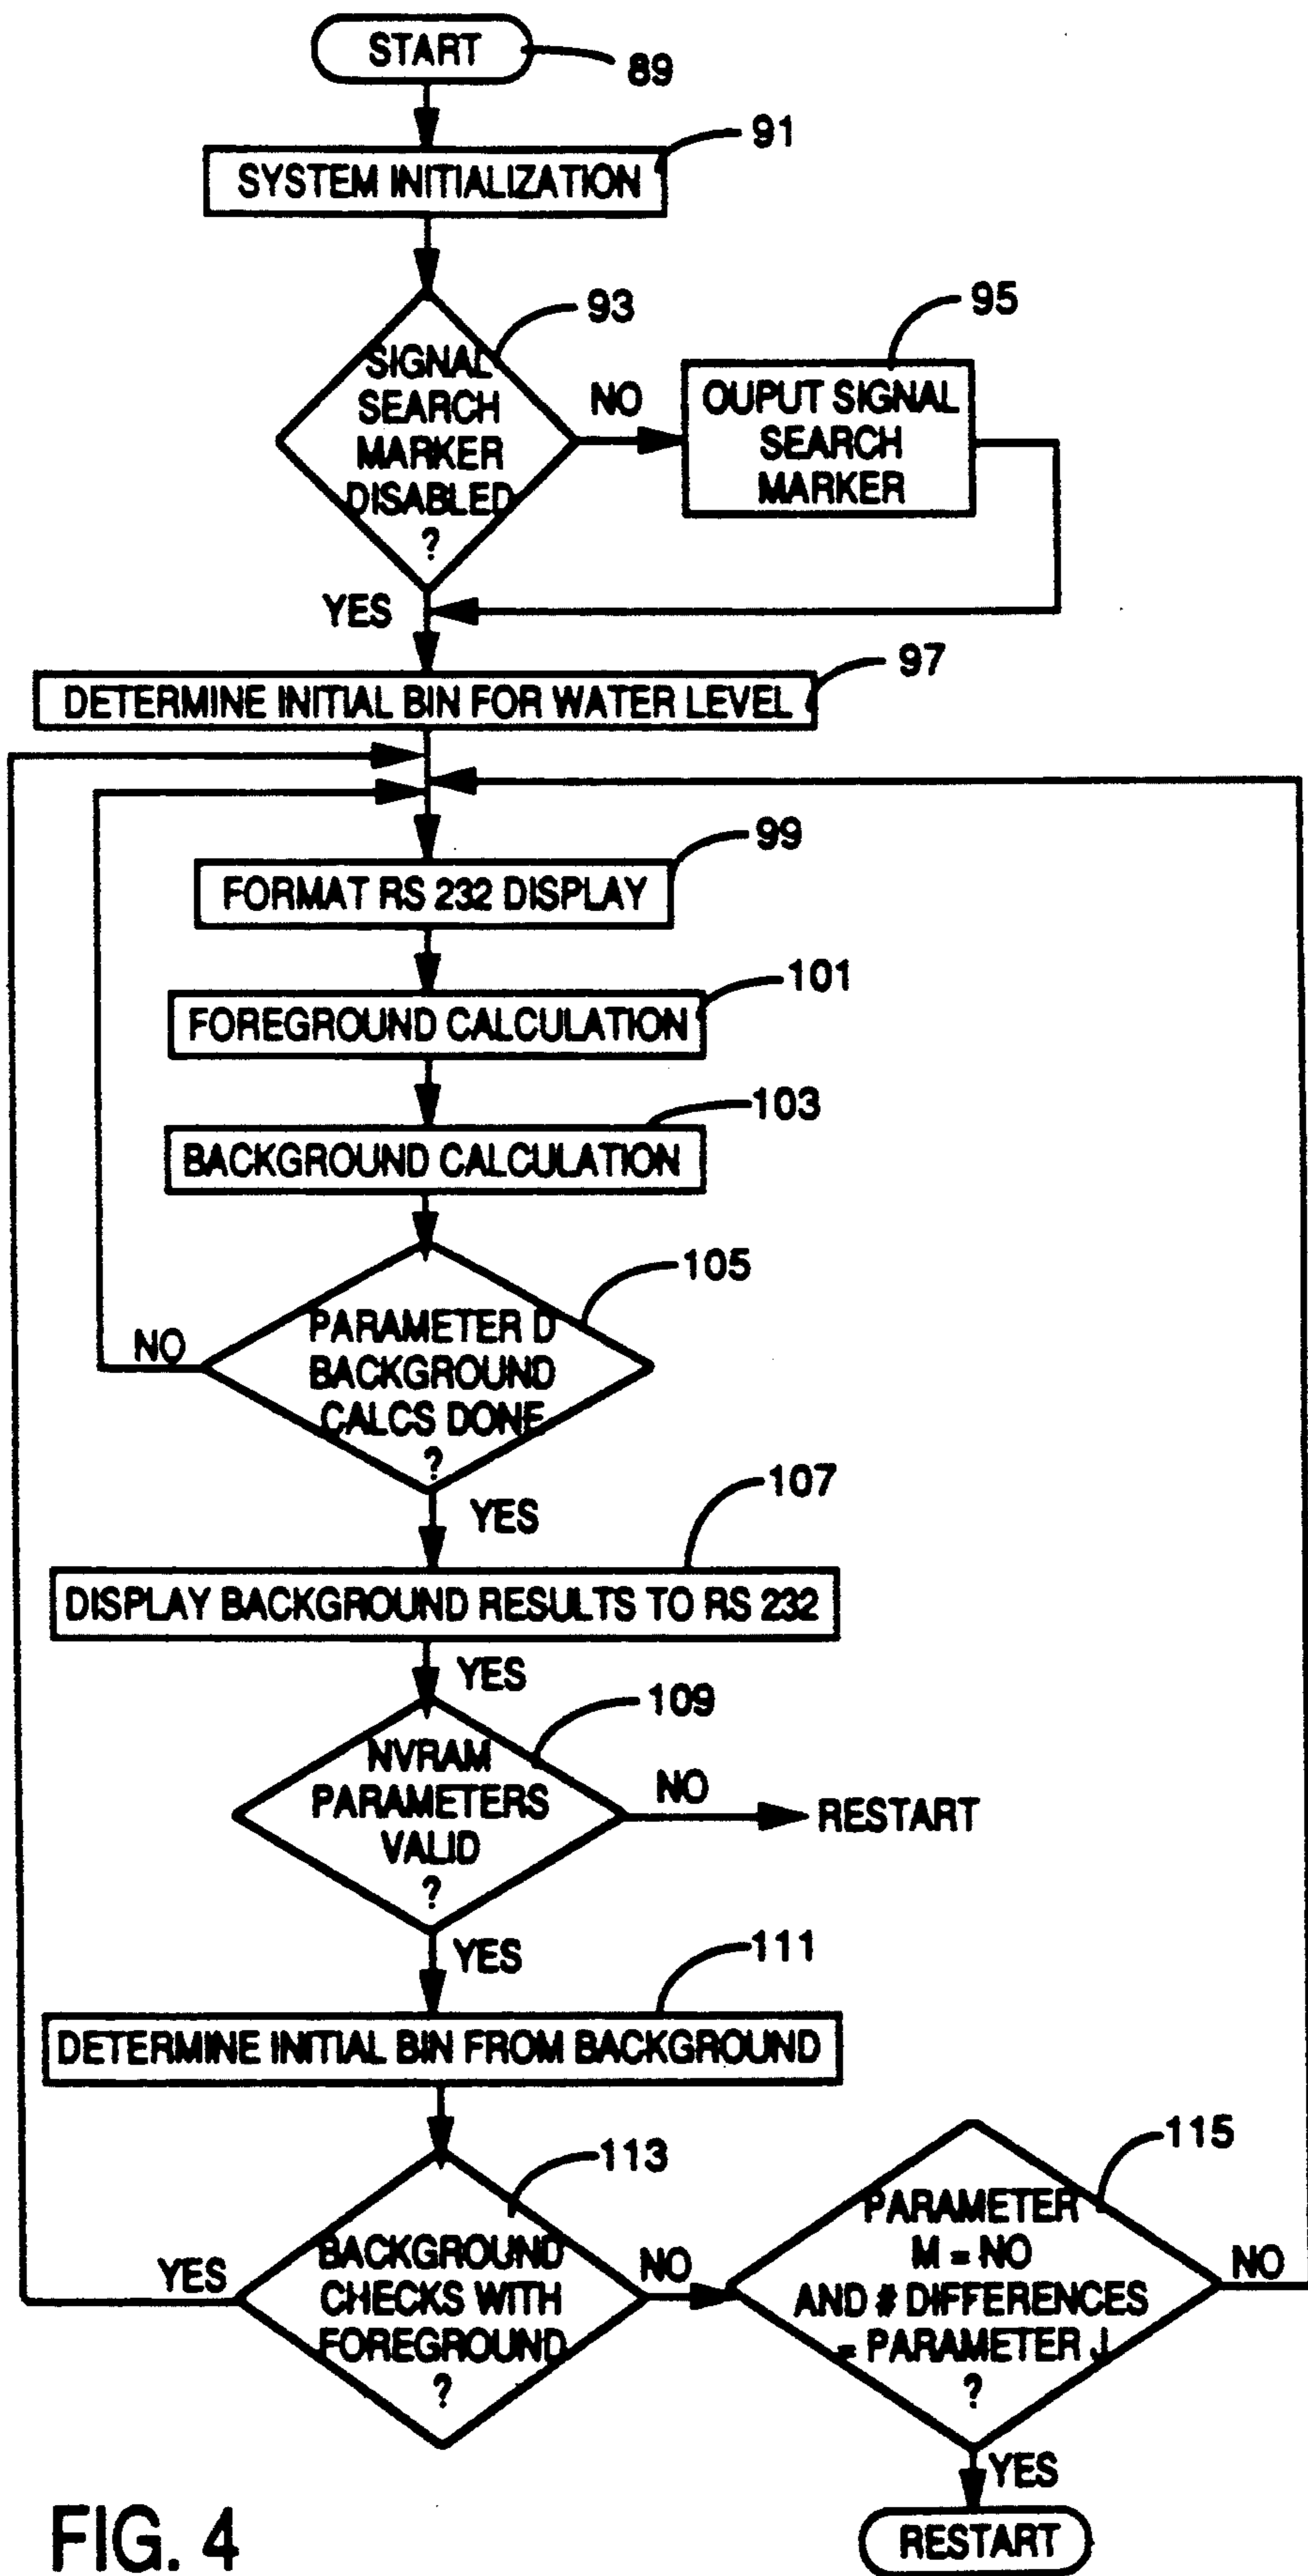 START
89
91
SYSTEM INITIALIZATION
93
95
SIGNAL
SEARCH
MARKER
DISABLED
?
NO
OUPUT SIGNAL
SEARCH
MARKER
YES
97
DETERMINE INITIAL BIN FOR WATER LEVEL
99
FORMAT RS 232 DISPLAY
101
FOREGROUND CALCULATION
103
BACKGROUND CALCULATION
105
NO
PARAMETER D
BACKGROUND
CALCS DONE
?
YES
107
DISPLAY BACKGROUND RESULTS TO RS 232
YES
109
NVRAM
PARAMETERS
VALID
?
NO
RESTART
YES
111
DETERMINE INITIAL BIN FROM BACKGROUND
113
YES
BACKGROUND
CHECKS WITH
FOREGROUND
?
NO
115
PARAMETER
M = NO
AND # DIFFERENCES
= PARAMETER J
?
NO
YES
RESTART
FIG. 4